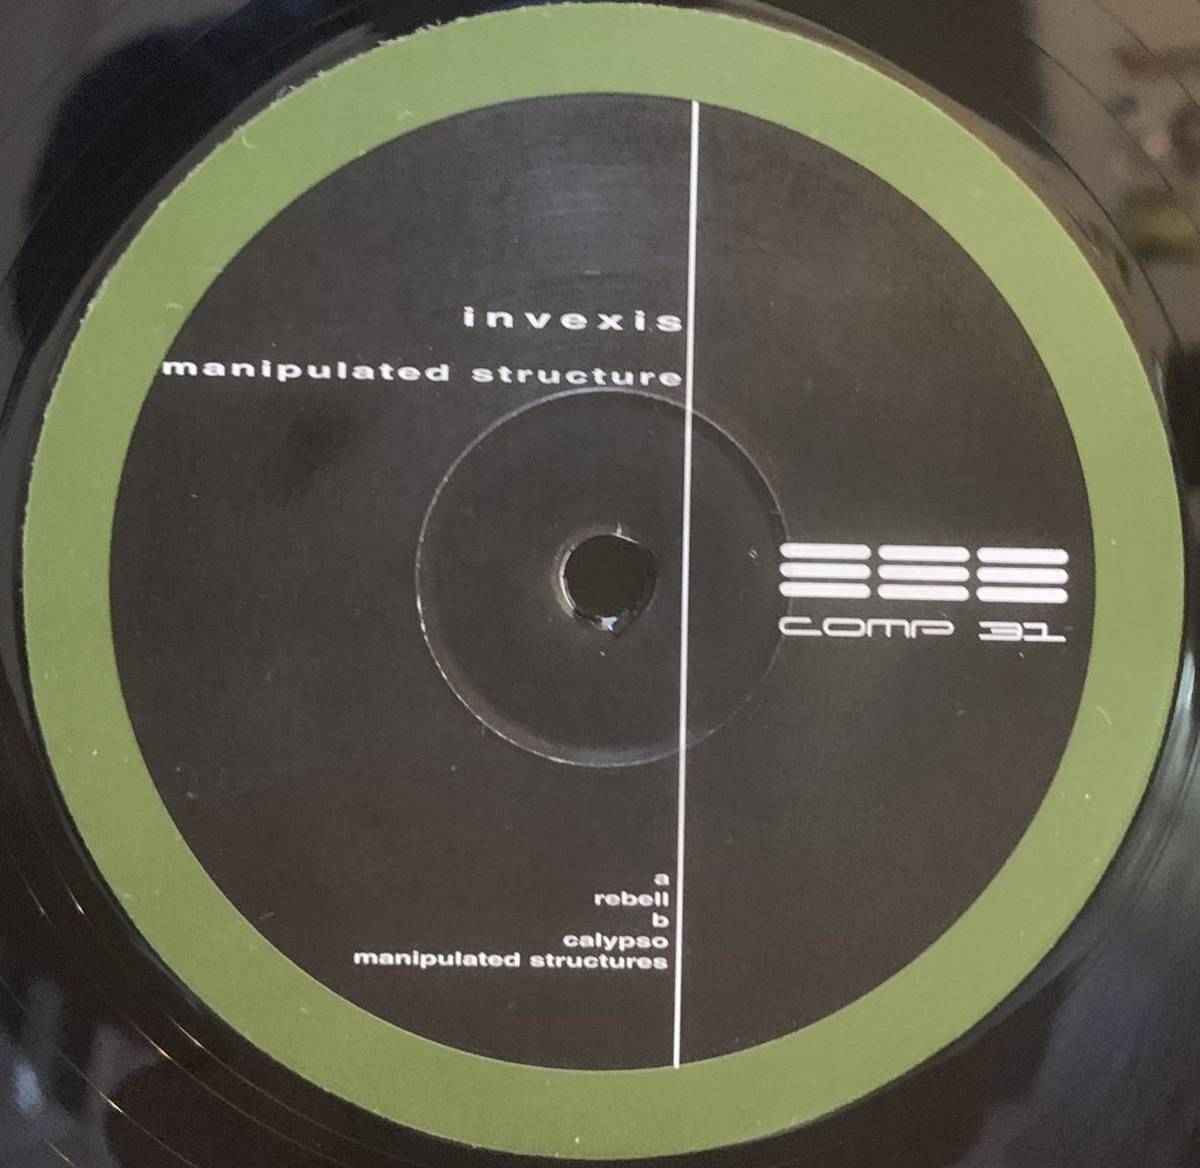 invexis
manipulated structure
comp 31
a
rebell
b
calypso
manipulated structures